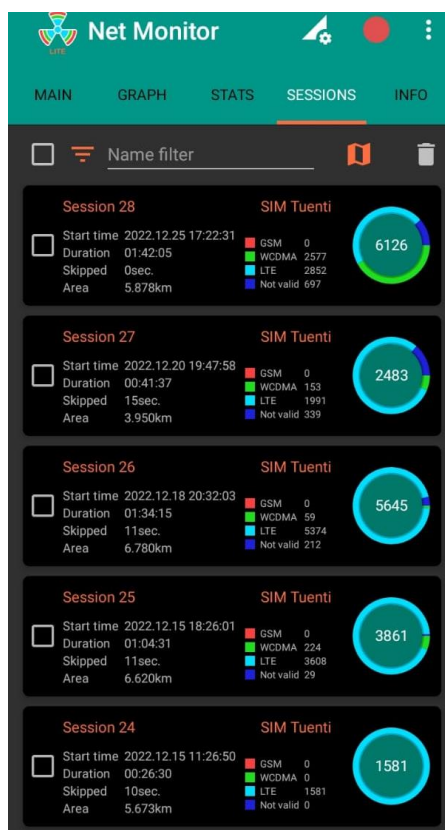 Net Monitor
LITE
MAIN GRAPH STATS SESSIONS INFO
Name filter
Session 28 SIM Tuenti
Start time 2022.12.25 17:22:31
Duration 01:42:05
Skipped 0sec.
Area 5.878km
GSM 0
WCDMA 2577
LTE 2852
Not valid 697
6126
Session 27 SIM Tuenti
Start time 2022.12.20 19:47:58
Duration 00:41:37
Skipped 15sec.
Area 3.950km
GSM 0
WCDMA 153
LTE 1991
Not valid 339
2483
Session 26 SIM Tuenti
Start time 2022.12.18 20:32:03
Duration 01:34:15
Skipped 11sec.
Area 6.780km
GSM 0
WCDMA 59
LTE 5374
Not valid 212
5645
Session 25 SIM Tuenti
Start time 2022.12.15 18:26:01
Duration 01:04:31
Skipped 11sec.
Area 6.620km
GSM 0
WCDMA 224
LTE 3608
Not valid 29
3861
Session 24 SIM Tuenti
Start time 2022.12.15 11:26:50
Duration 00:26:30
Skipped 10sec.
Area 5.673km
GSM 0
WCDMA 0
LTE 1581
Not valid 0
1581